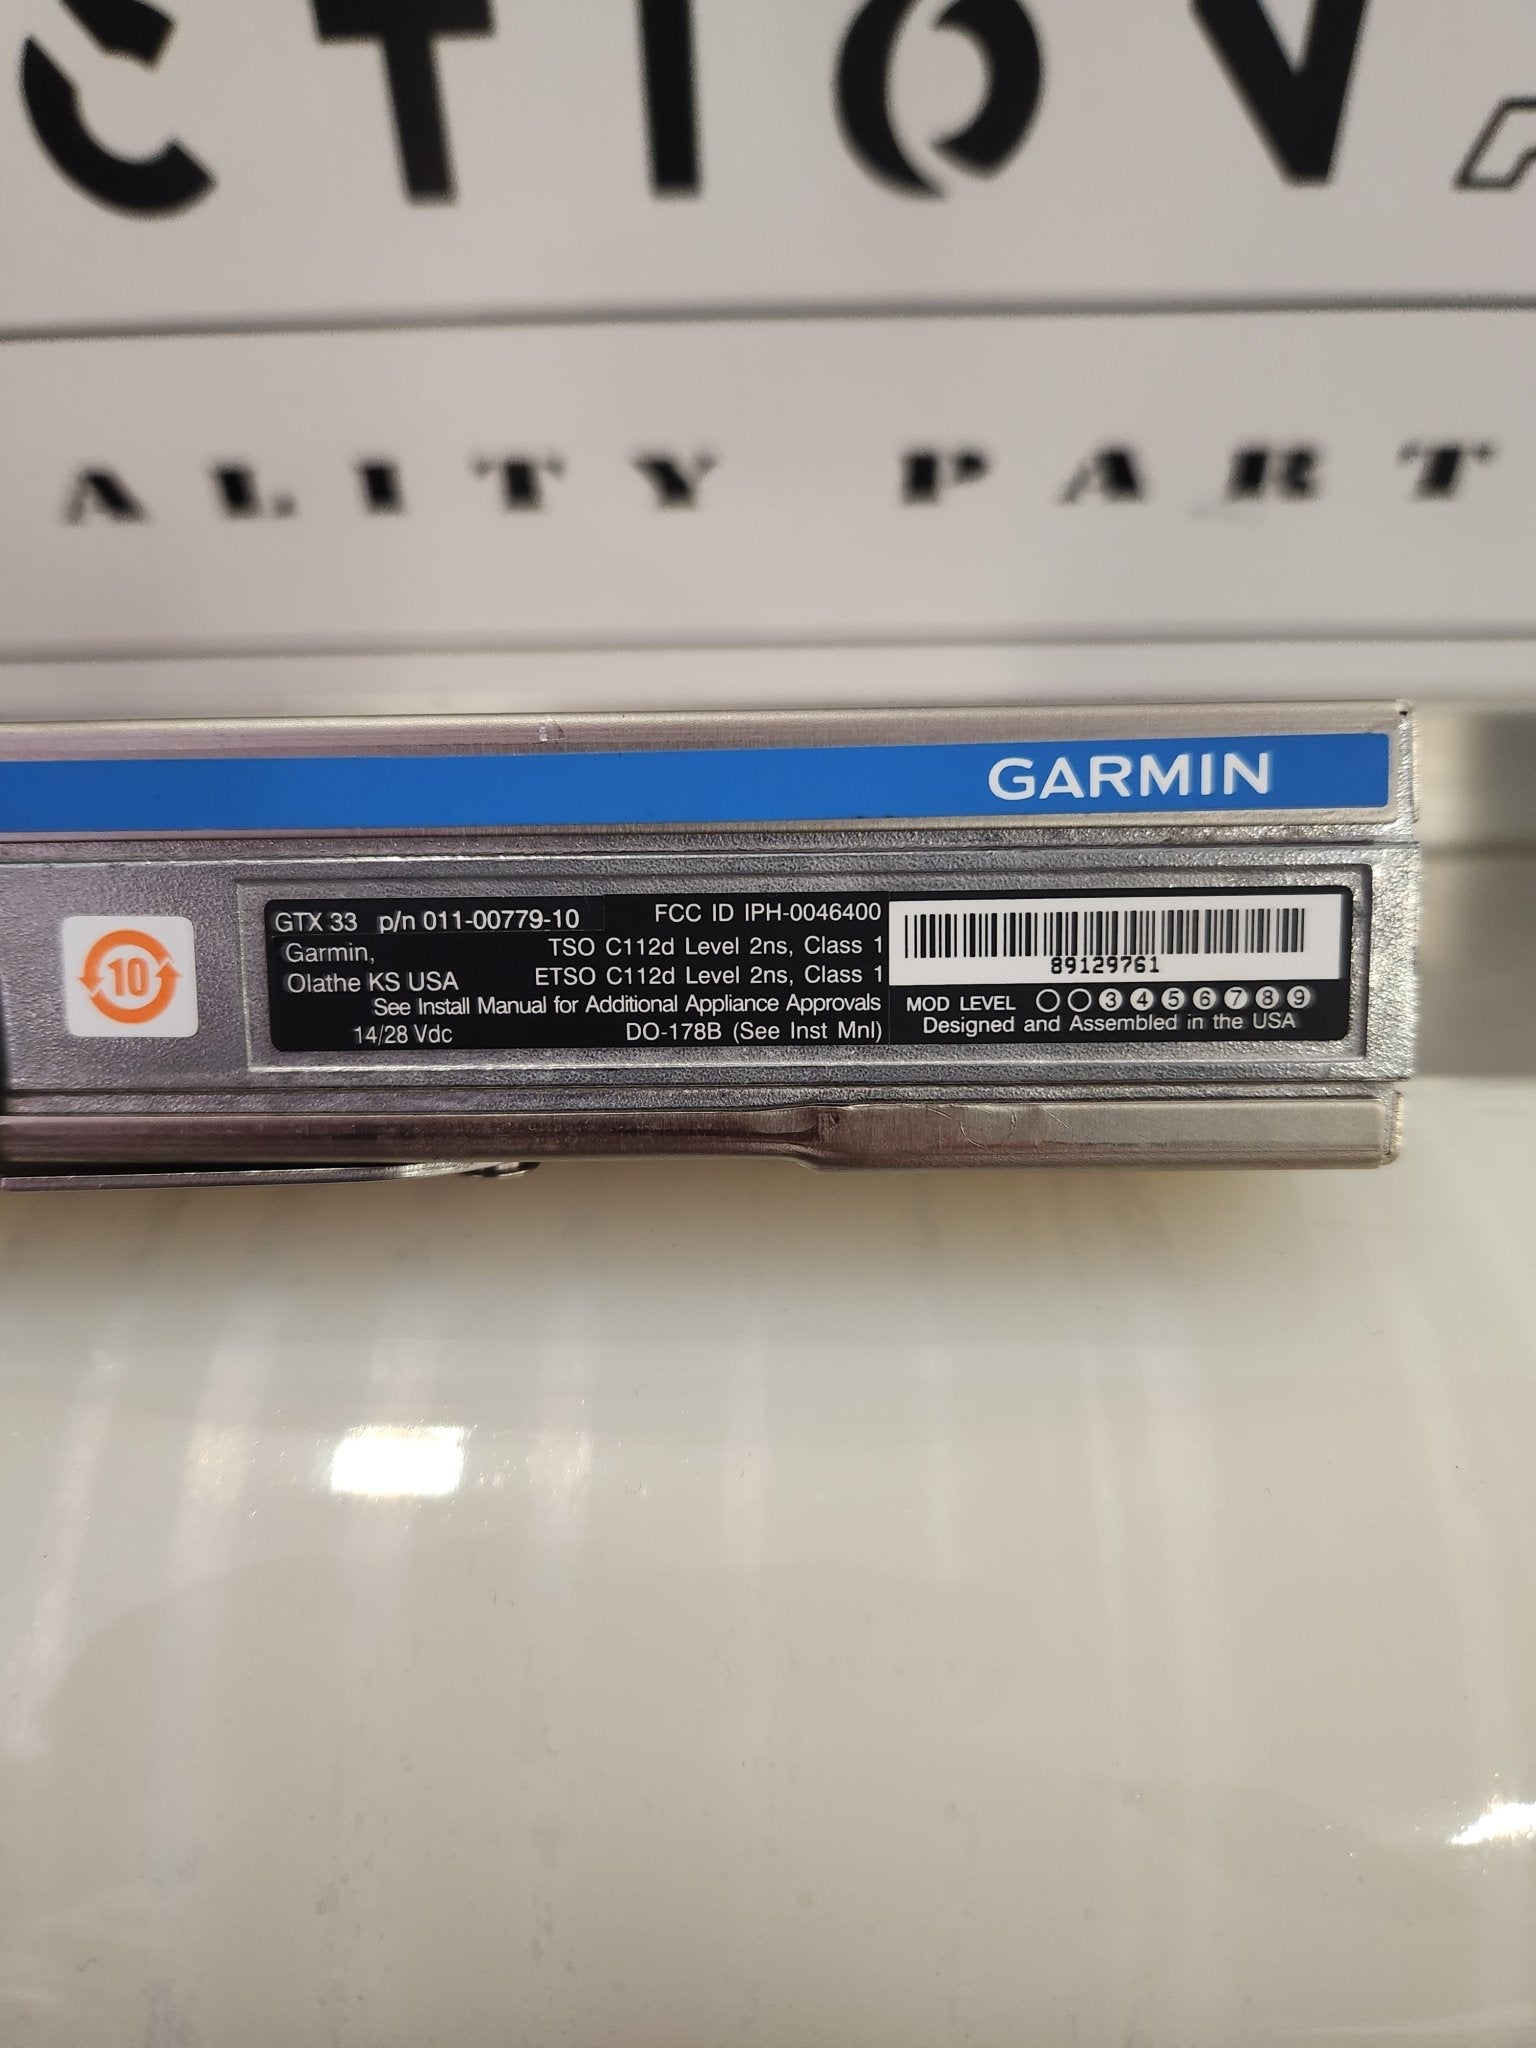 CTION
ALITY PART
GARMIN
10
GTX 33 p/n 011-00779-10
FCC ID IPH-0046400
Garmin,
TSO C112d Level 2ns, Class 1
Olathe KS USA
ETSO C112d Level 2ns, Class 1
See Install Manual for Additional Appliance Approvals
14/28 Vdc
DO-178B (See Inst Mnl)
89129761
MOD LEVEL 3 4 5 6 7 8 9
Designed and Assembled in the USA